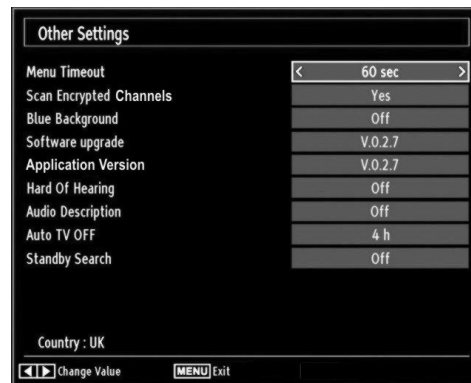 Other Settings
Menu Timeout < 60 sec >
Scan Encrypted Channels Yes
Blue Background Off
Software upgrade V.0.2.7
Application Version V.0.2.7
Hard Of Hearing Off
Audio Description Off
Auto TV OFF 4 h
Standby Search Off
Country : UK
Change Value MENU Exit